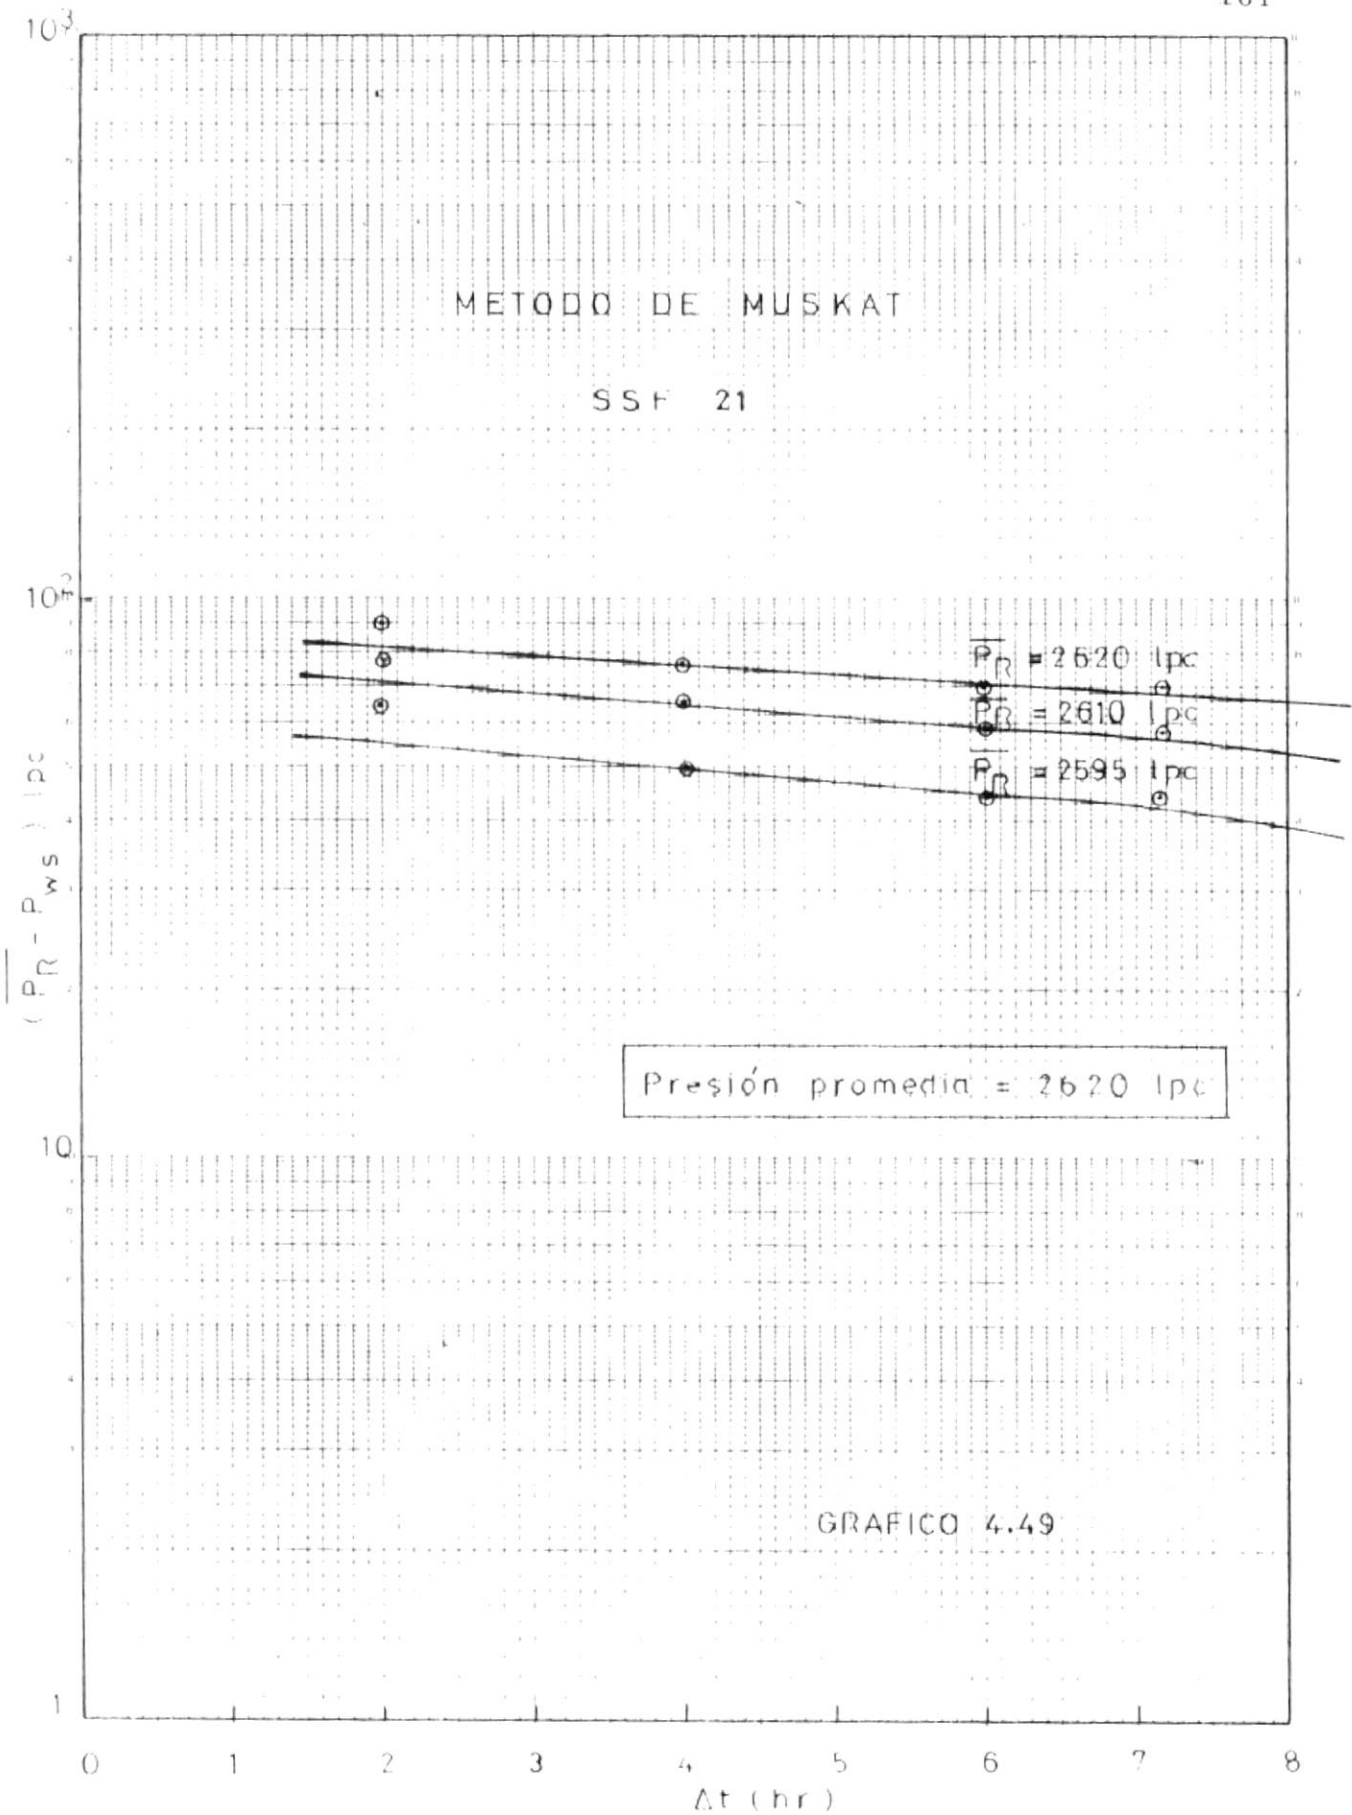 10³
METODO DE MUSKAT
SSF 21
10²
P̅R = 2620 lpc
P̅R = 2610 lpc
P̅R = 2595 lpc
(P̅R - Pws) lpc
Presión promedia = 2620 lpc
10
GRAFICO 4.49
1
0 1 2 3 4 5 6 7 8
Δt (hr)